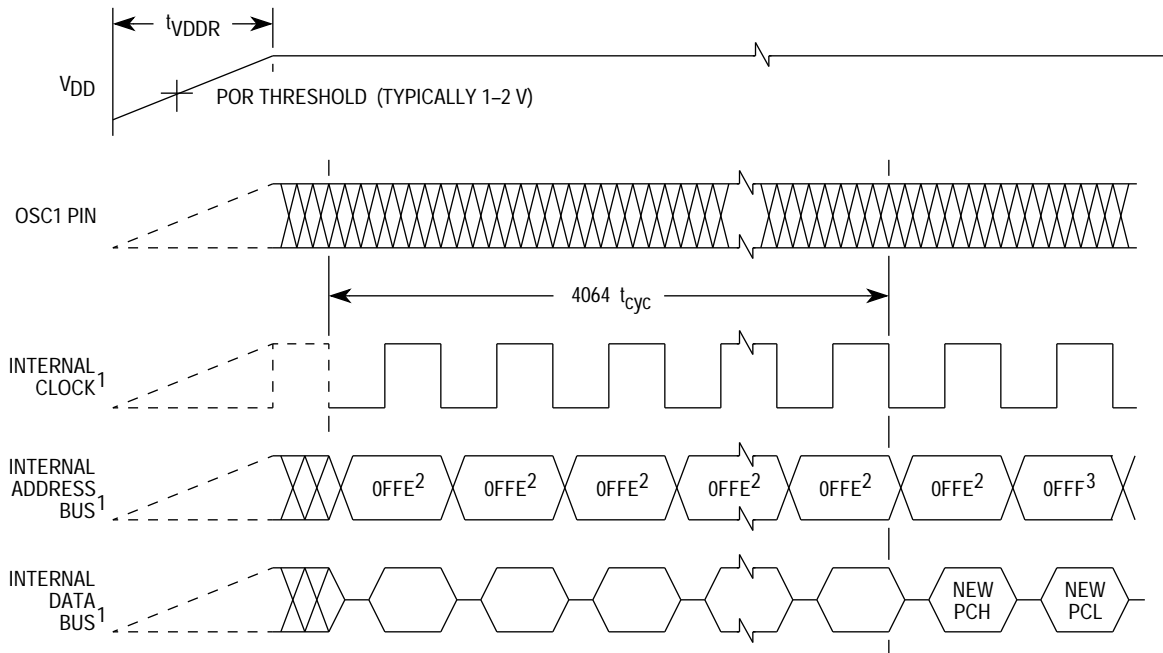 tVDDR
VDD
POR THRESHOLD (TYPICALLY 1–2 V)
OSC1 PIN
4064 tcyc
INTERNAL
CLOCK1
INTERNAL
ADDRESS
BUS1
0FFE2 0FFE2 0FFE2 0FFE2 0FFE2 0FFE2 0FFF3
INTERNAL
DATA
BUS1
NEW
PCH
NEW
PCL